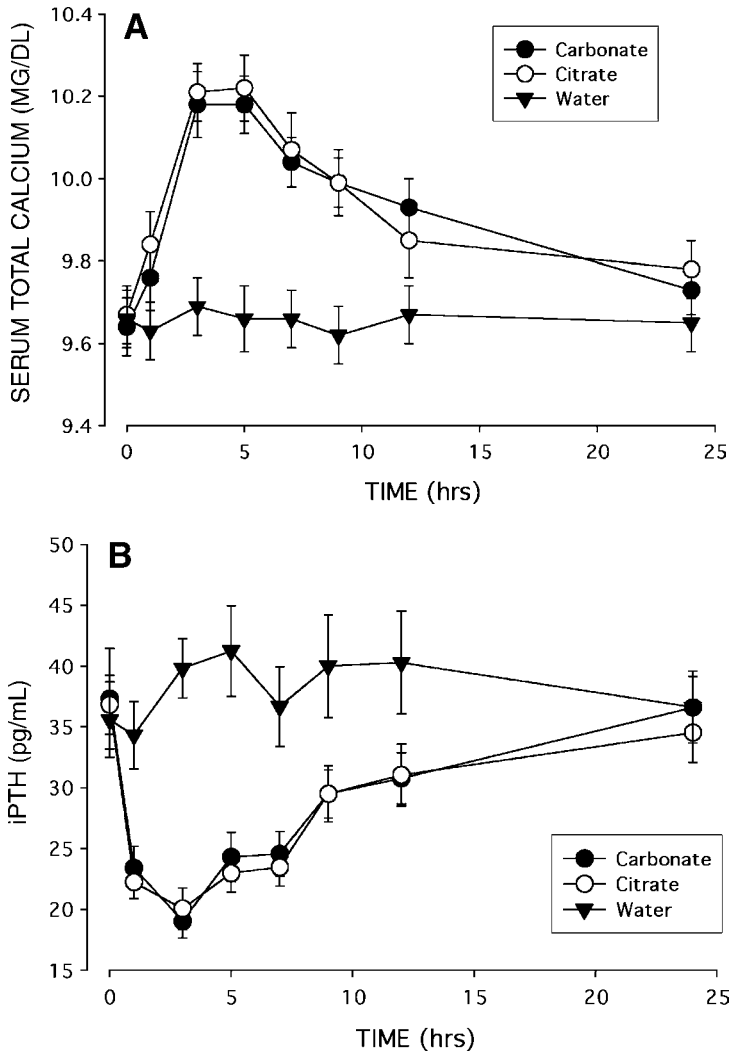 A
SERUM TOTAL CALCIUM (MG/DL)
10.4
10.2
10.0
9.8
9.6
9.4
Carbonate
Citrate
Water
0 5 10 15 20 25
TIME (hrs)
B
iPTH (pg/mL)
50
45
40
35
30
25
20
15
Carbonate
Citrate
Water
0 5 10 15 20 25
TIME (hrs)